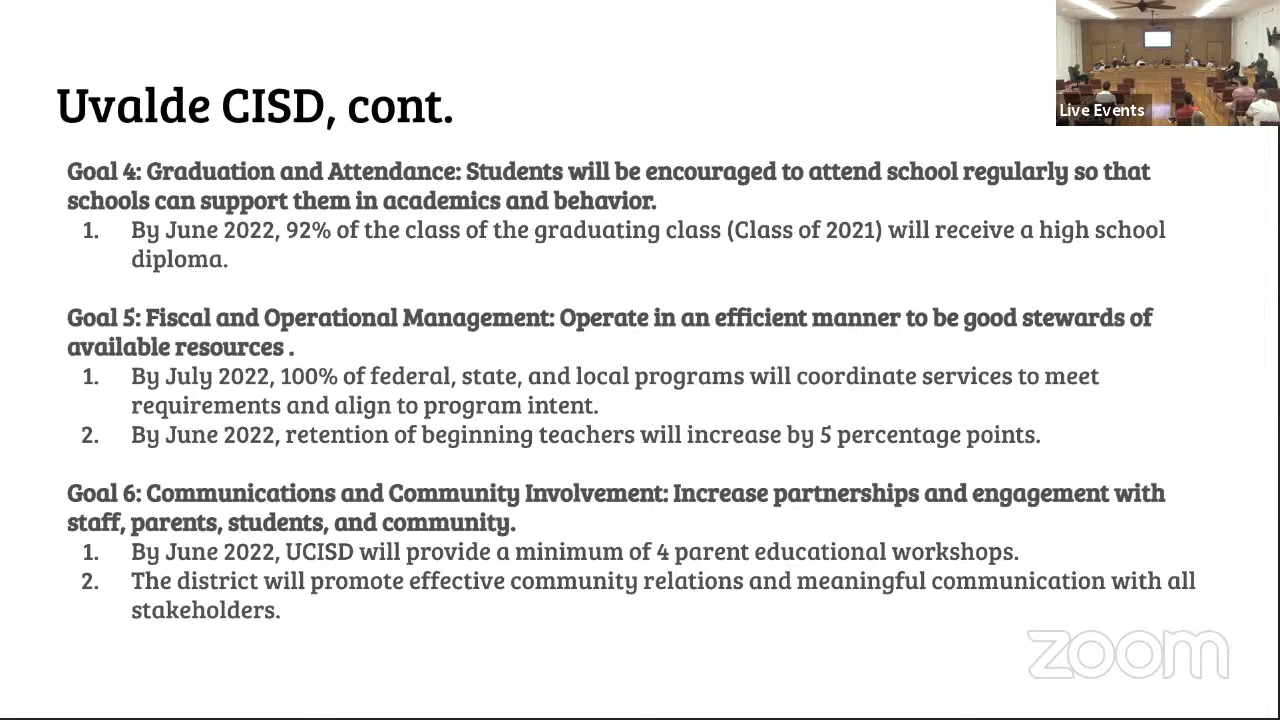 Live Events
Uvalde CISD, cont.
Goal 4: Graduation and Attendance: Students will be encouraged to attend school regularly so that
schools can support them in academics and behavior.
1. By June 2022, 92% of the class of the graduating class (Class of 2021) will receive a high school
diploma.
Goal 5: Fiscal and Operational Management: Operate in an efficient manner to be good stewards of
available resources .
1. By July 2022, 100% of federal, state, and local programs will coordinate services to meet
requirements and align to program intent.
2. By June 2022, retention of beginning teachers will increase by 5 percentage points.
Goal 6: Communications and Community Involvement: Increase partnerships and engagement with
staff, parents, students, and community.
1. By June 2022, UCISD will provide a minimum of 4 parent educational workshops.
2. The district will promote effective community relations and meaningful communication with all
stakeholders.
zoom